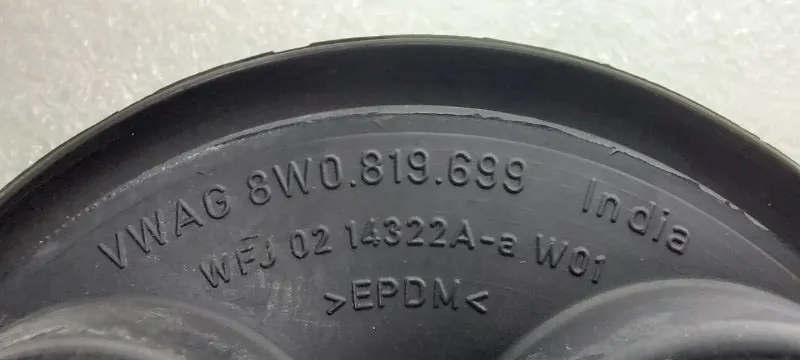 VWAG 8W0.819.699 India
WFJ 02 14322A-a W01
>EPDM<